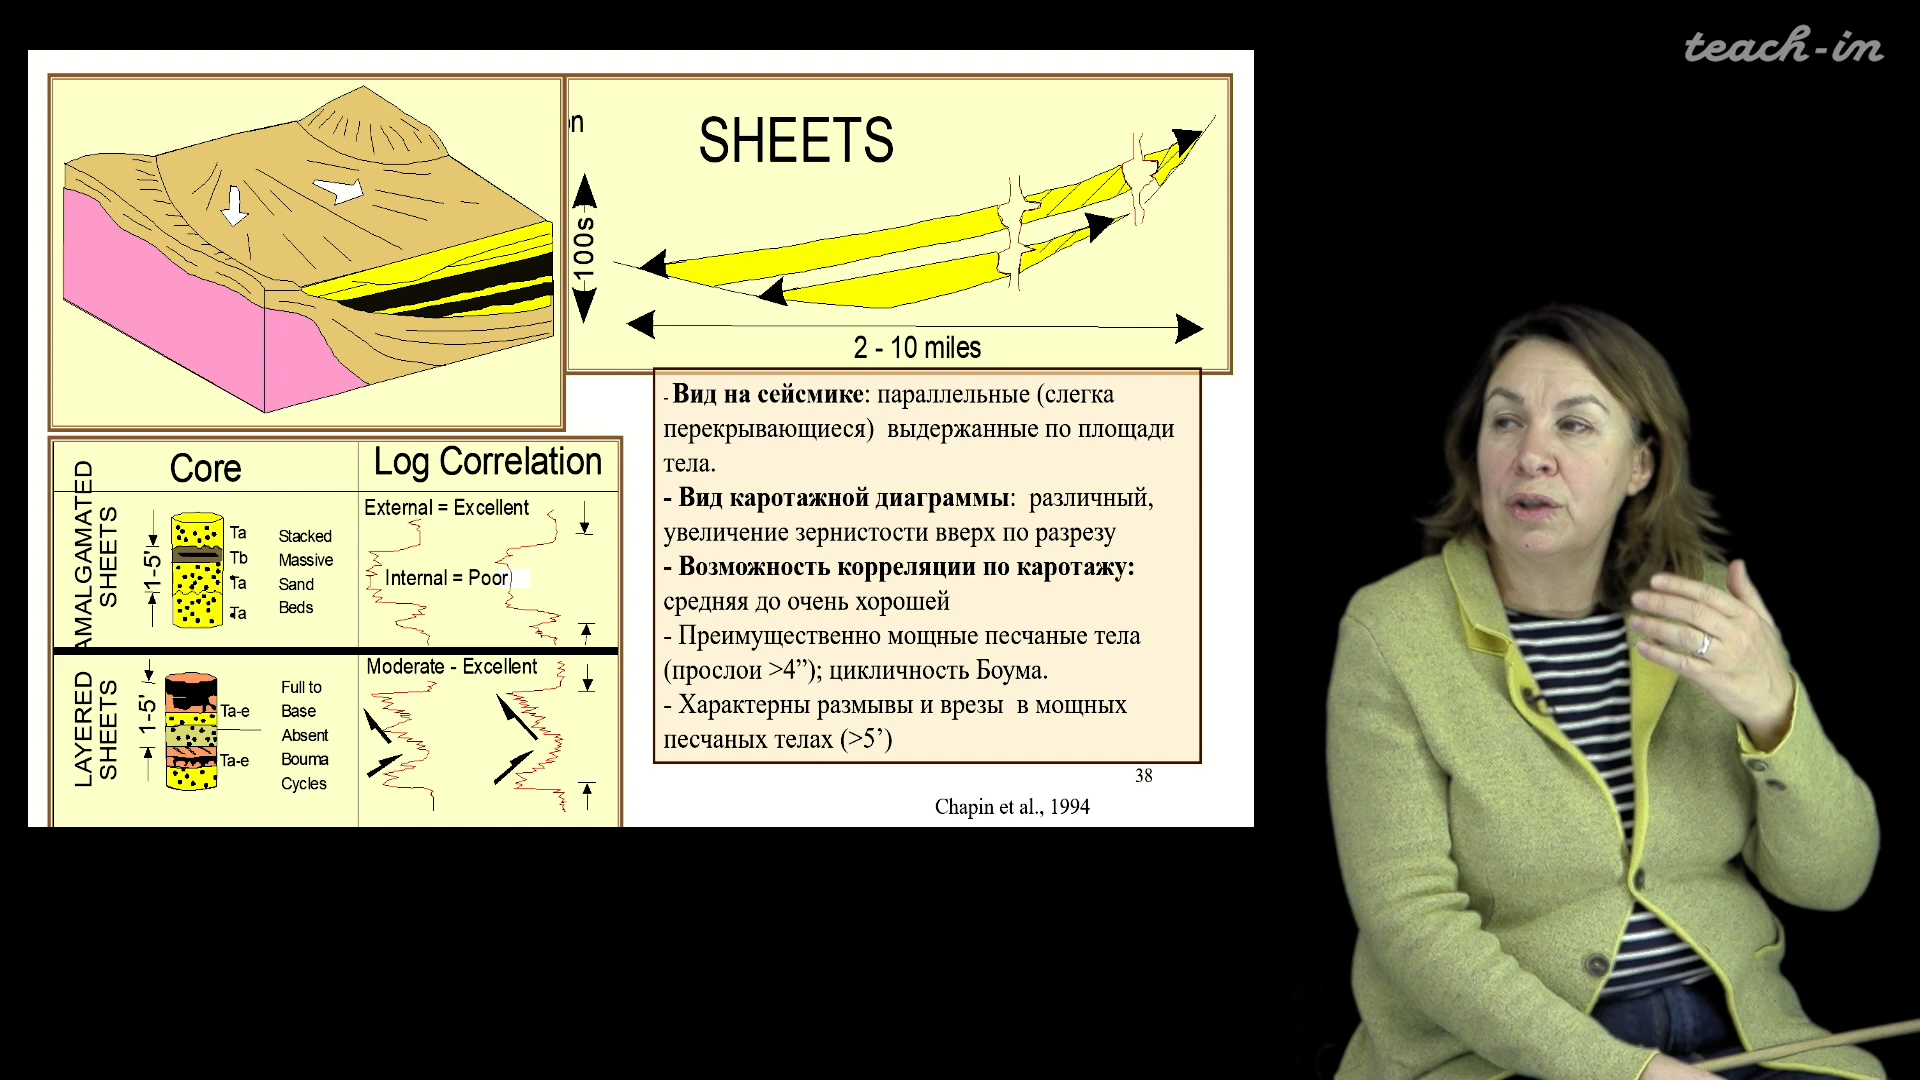 teach-in
on
SHEETS
100s
2 - 10 miles
- Вид на сейсмике: параллельные (слегка
перекрывающиеся) выдержанные по площади
тела.
- Вид каротажной диаграммы: различный,
увеличение зернистости вверх по разрезу
- Возможность корреляции по каротажу:
средняя до очень хорошей
- Преимущественно мощные песчаные тела
(прослои >4”); цикличность Боума.
- Характерны размывы и врезы в мощных
песчаных телах (>5’)
38
Chapin et al., 1994
Core
Log Correlation
AMALGAMATED
SHEETS
1-5'
Ta
Tb
Ta
Ta
Stacked
Massive
Sand
Beds
External = Excellent
Internal = Poor
LAYERED
SHEETS
1-5'
Ta-e
Ta-e
Full to
Base
Absent
Bouma
Cycles
Moderate - Excellent